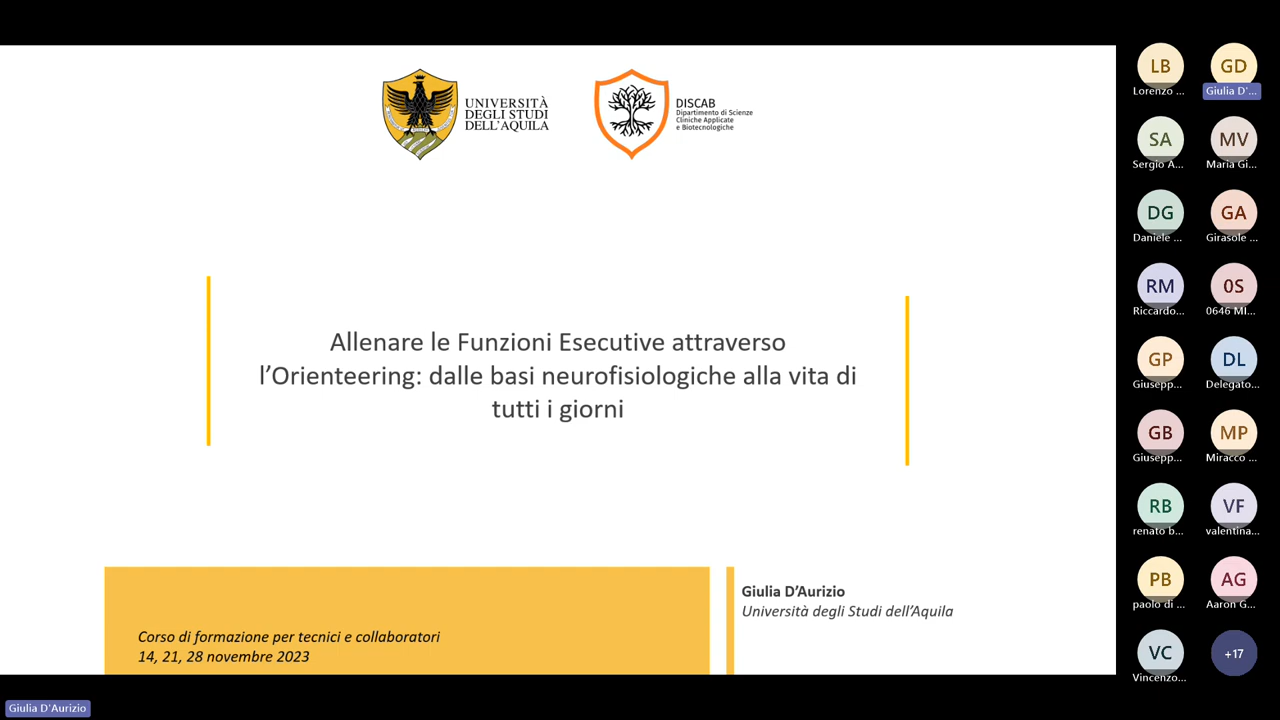 UNIVERSITÀ
DEGLI STUDI
DELL'AQUILA
DISCAB
Dipartimento di Scienze
Cliniche Applicate
e Biotecnologiche
Allenare le Funzioni Esecutive attraverso
l'Orienteering: dalle basi neurofisiologiche alla vita di
tutti i giorni
Corso di formazione per tecnici e collaboratori
14, 21, 28 novembre 2023
Giulia D'Aurizio
Università degli Studi dell'Aquila
LB GD
Lorenzo ... Giulia D'...
SA MV
Sergio A... Maria Gi...
DG GA
Daniele ... Girasole ...
RM 0S
Riccardo... 0646 MI...
GP DL
Giusepp... Delegato...
GB MP
Giusepp... Miracco ...
RB VF
renato b... valentina...
PB AG
paolo di ... Aaron G...
VC +17
Vincenzo...
Giulia D'Aurizio